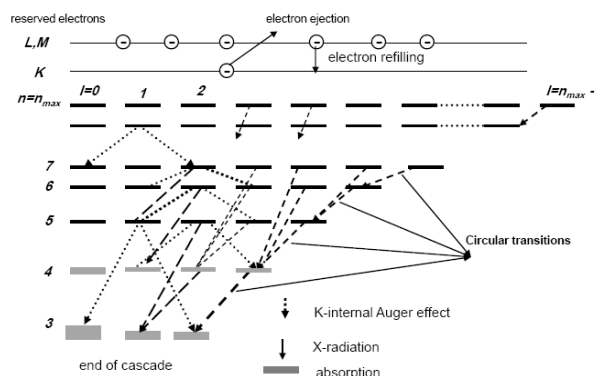 reserved electrons
electron ejection
L,M
electron refilling
K
n=nmax
l=0 1 2
l=nmax -
7
6
5
Circular transitions
4
K-internal Auger effect
3
X-radiation
end of cascade
absorption